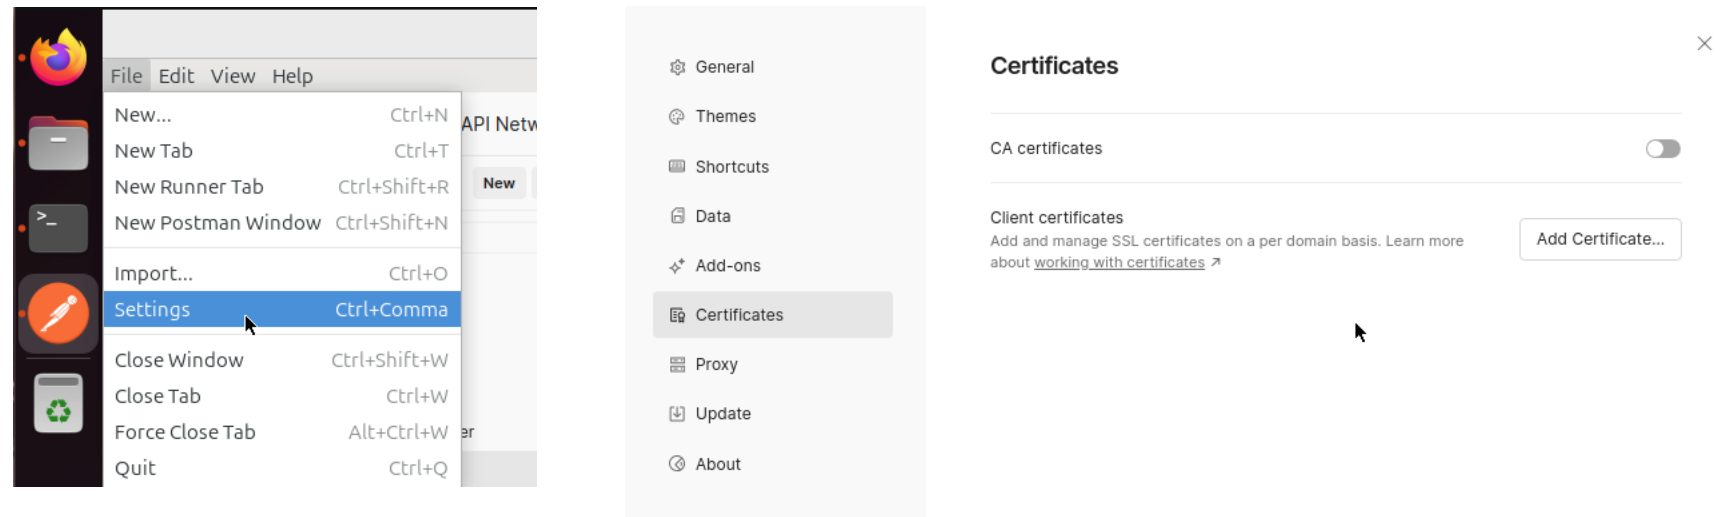 File Edit View Help
New... Ctrl+N
New Tab Ctrl+T
New Runner Tab Ctrl+Shift+R
New Postman Window Ctrl+Shift+N
Import... Ctrl+O
Settings Ctrl+Comma
Close Window Ctrl+Shift+W
Close Tab Ctrl+W
Force Close Tab Alt+Ctrl+W
Quit Ctrl+Q
API Netw
New
er
>_
General
Themes
Shortcuts
Data
Add-ons
Certificates
Proxy
Update
About
Certificates
CA certificates
Client certificates
Add and manage SSL certificates on a per domain basis. Learn more
about working with certificates ↗
Add Certificate...